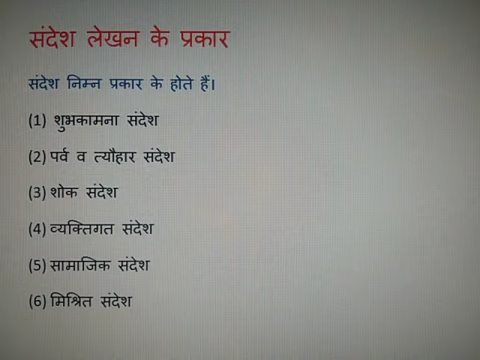 संदेश लेखन के प्रकार
संदेश निम्न प्रकार के होते हैं।
(1) शुभकामना संदेश
(2) पर्व व त्यौहार संदेश
(3) शोक संदेश
(4) व्यक्तिगत संदेश
(5) सामाजिक संदेश
(6) मिश्रित संदेश